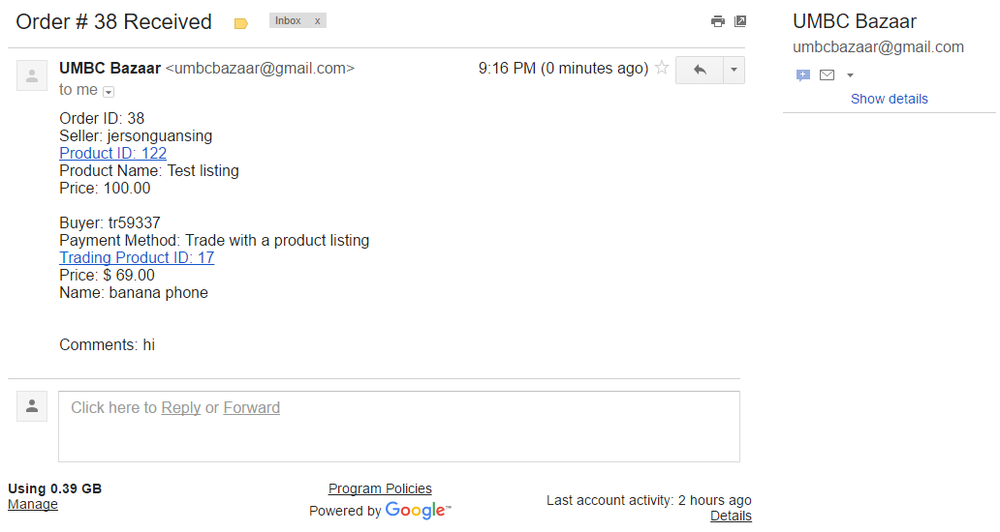 Order # 38 Received
Inbox x
UMBC Bazaar <umbcbazaar@gmail.com>
9:16 PM (0 minutes ago)
to me
Order ID: 38
Seller: jersonguansing
Product ID: 122
Product Name: Test listing
Price: 100.00
Buyer: tr59337
Payment Method: Trade with a product listing
Trading Product ID: 17
Price: $ 69.00
Name: banana phone
Comments: hi
Click here to Reply or Forward
Using 0.39 GB
Manage
Program Policies
Powered by Google™
Last account activity: 2 hours ago
Details
UMBC Bazaar
umbcbazaar@gmail.com
Show details